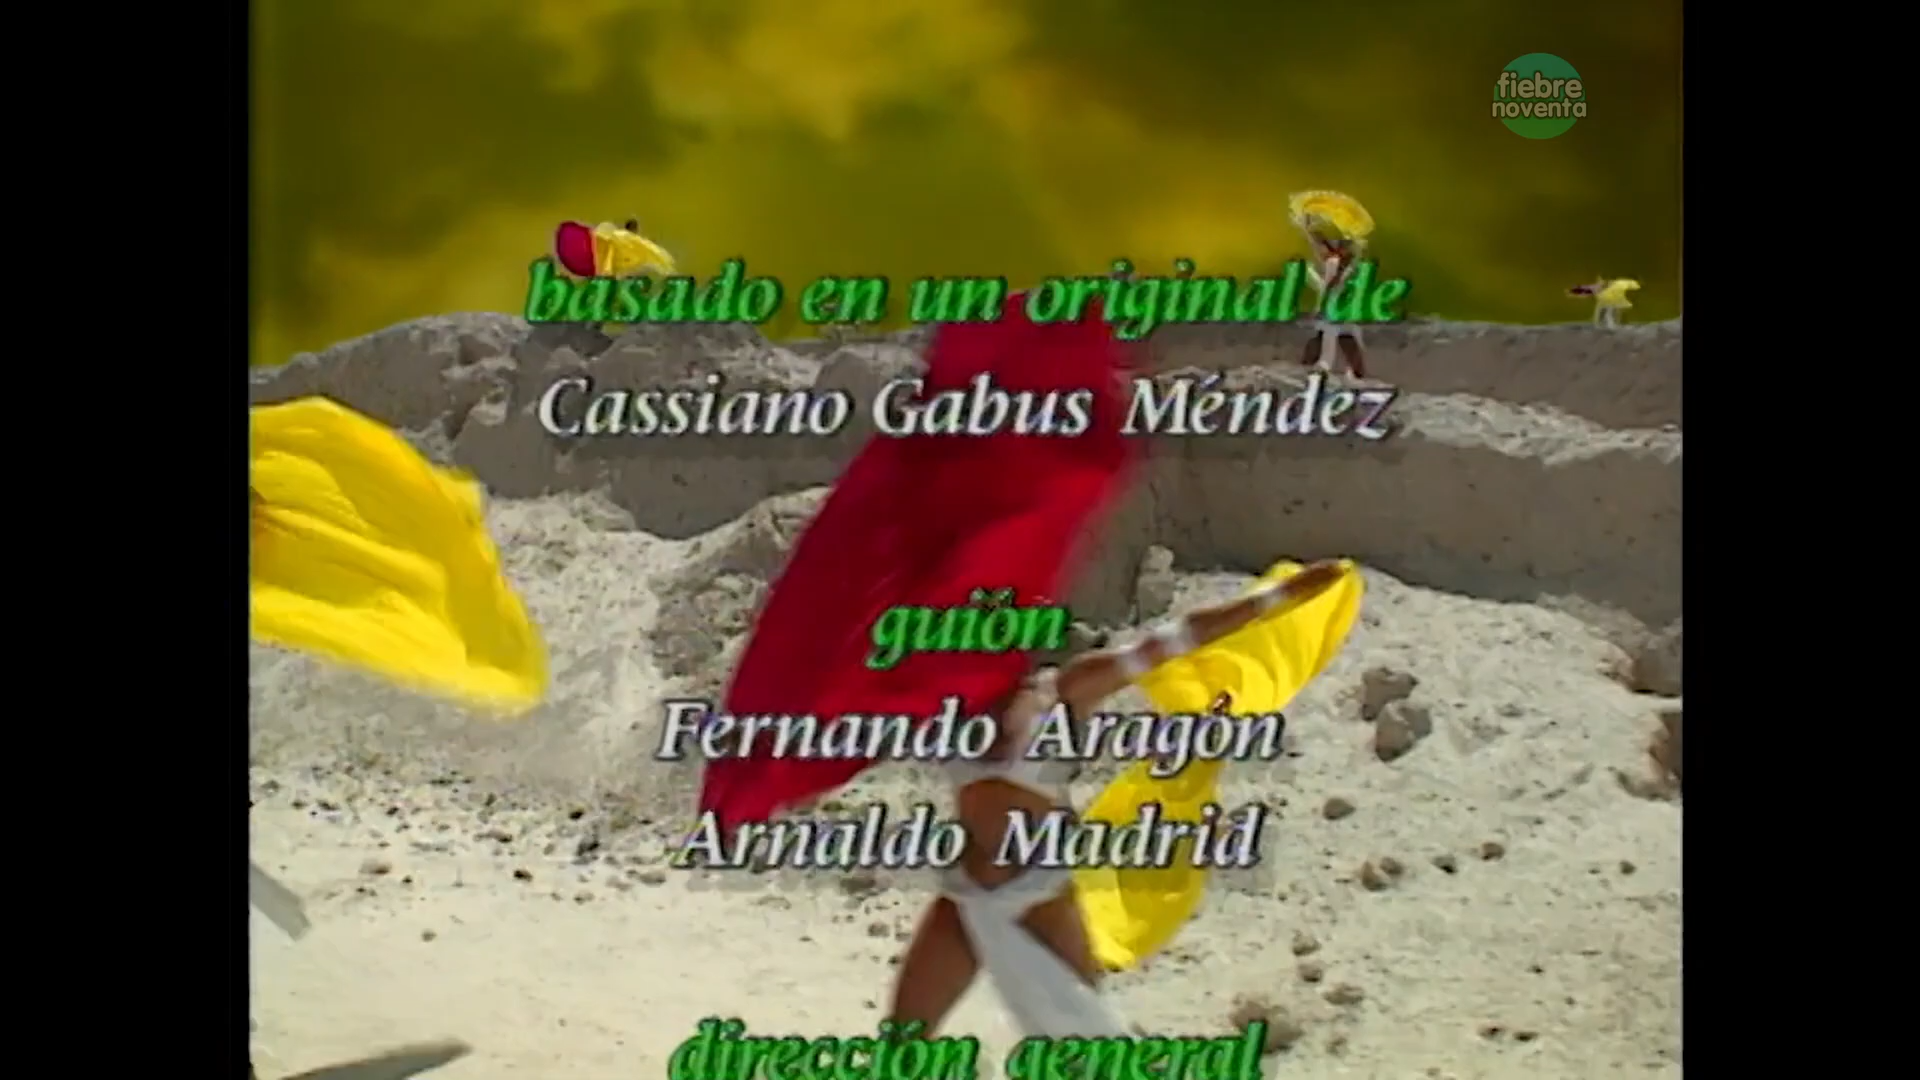 fiebre
noventa
basado en un original de
Cassiano Gabus Méndez
guión
Fernando Aragón
Arnaldo Madrid
dirección general